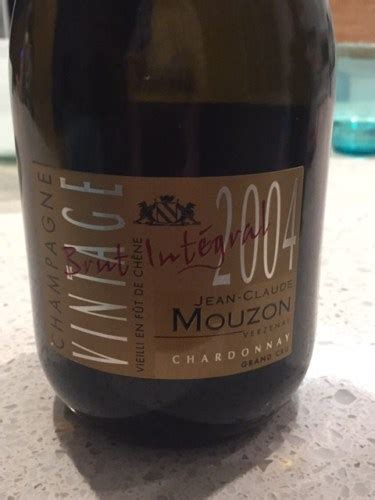 CHAMPAGNE
VINTAGE
VIEILLI EN FÛT DE CHÊNE
2004
Brut Intégral
JEAN-CLAUDE
MOUZON
VERZENAY
CHARDONNAY
GRAND CRU